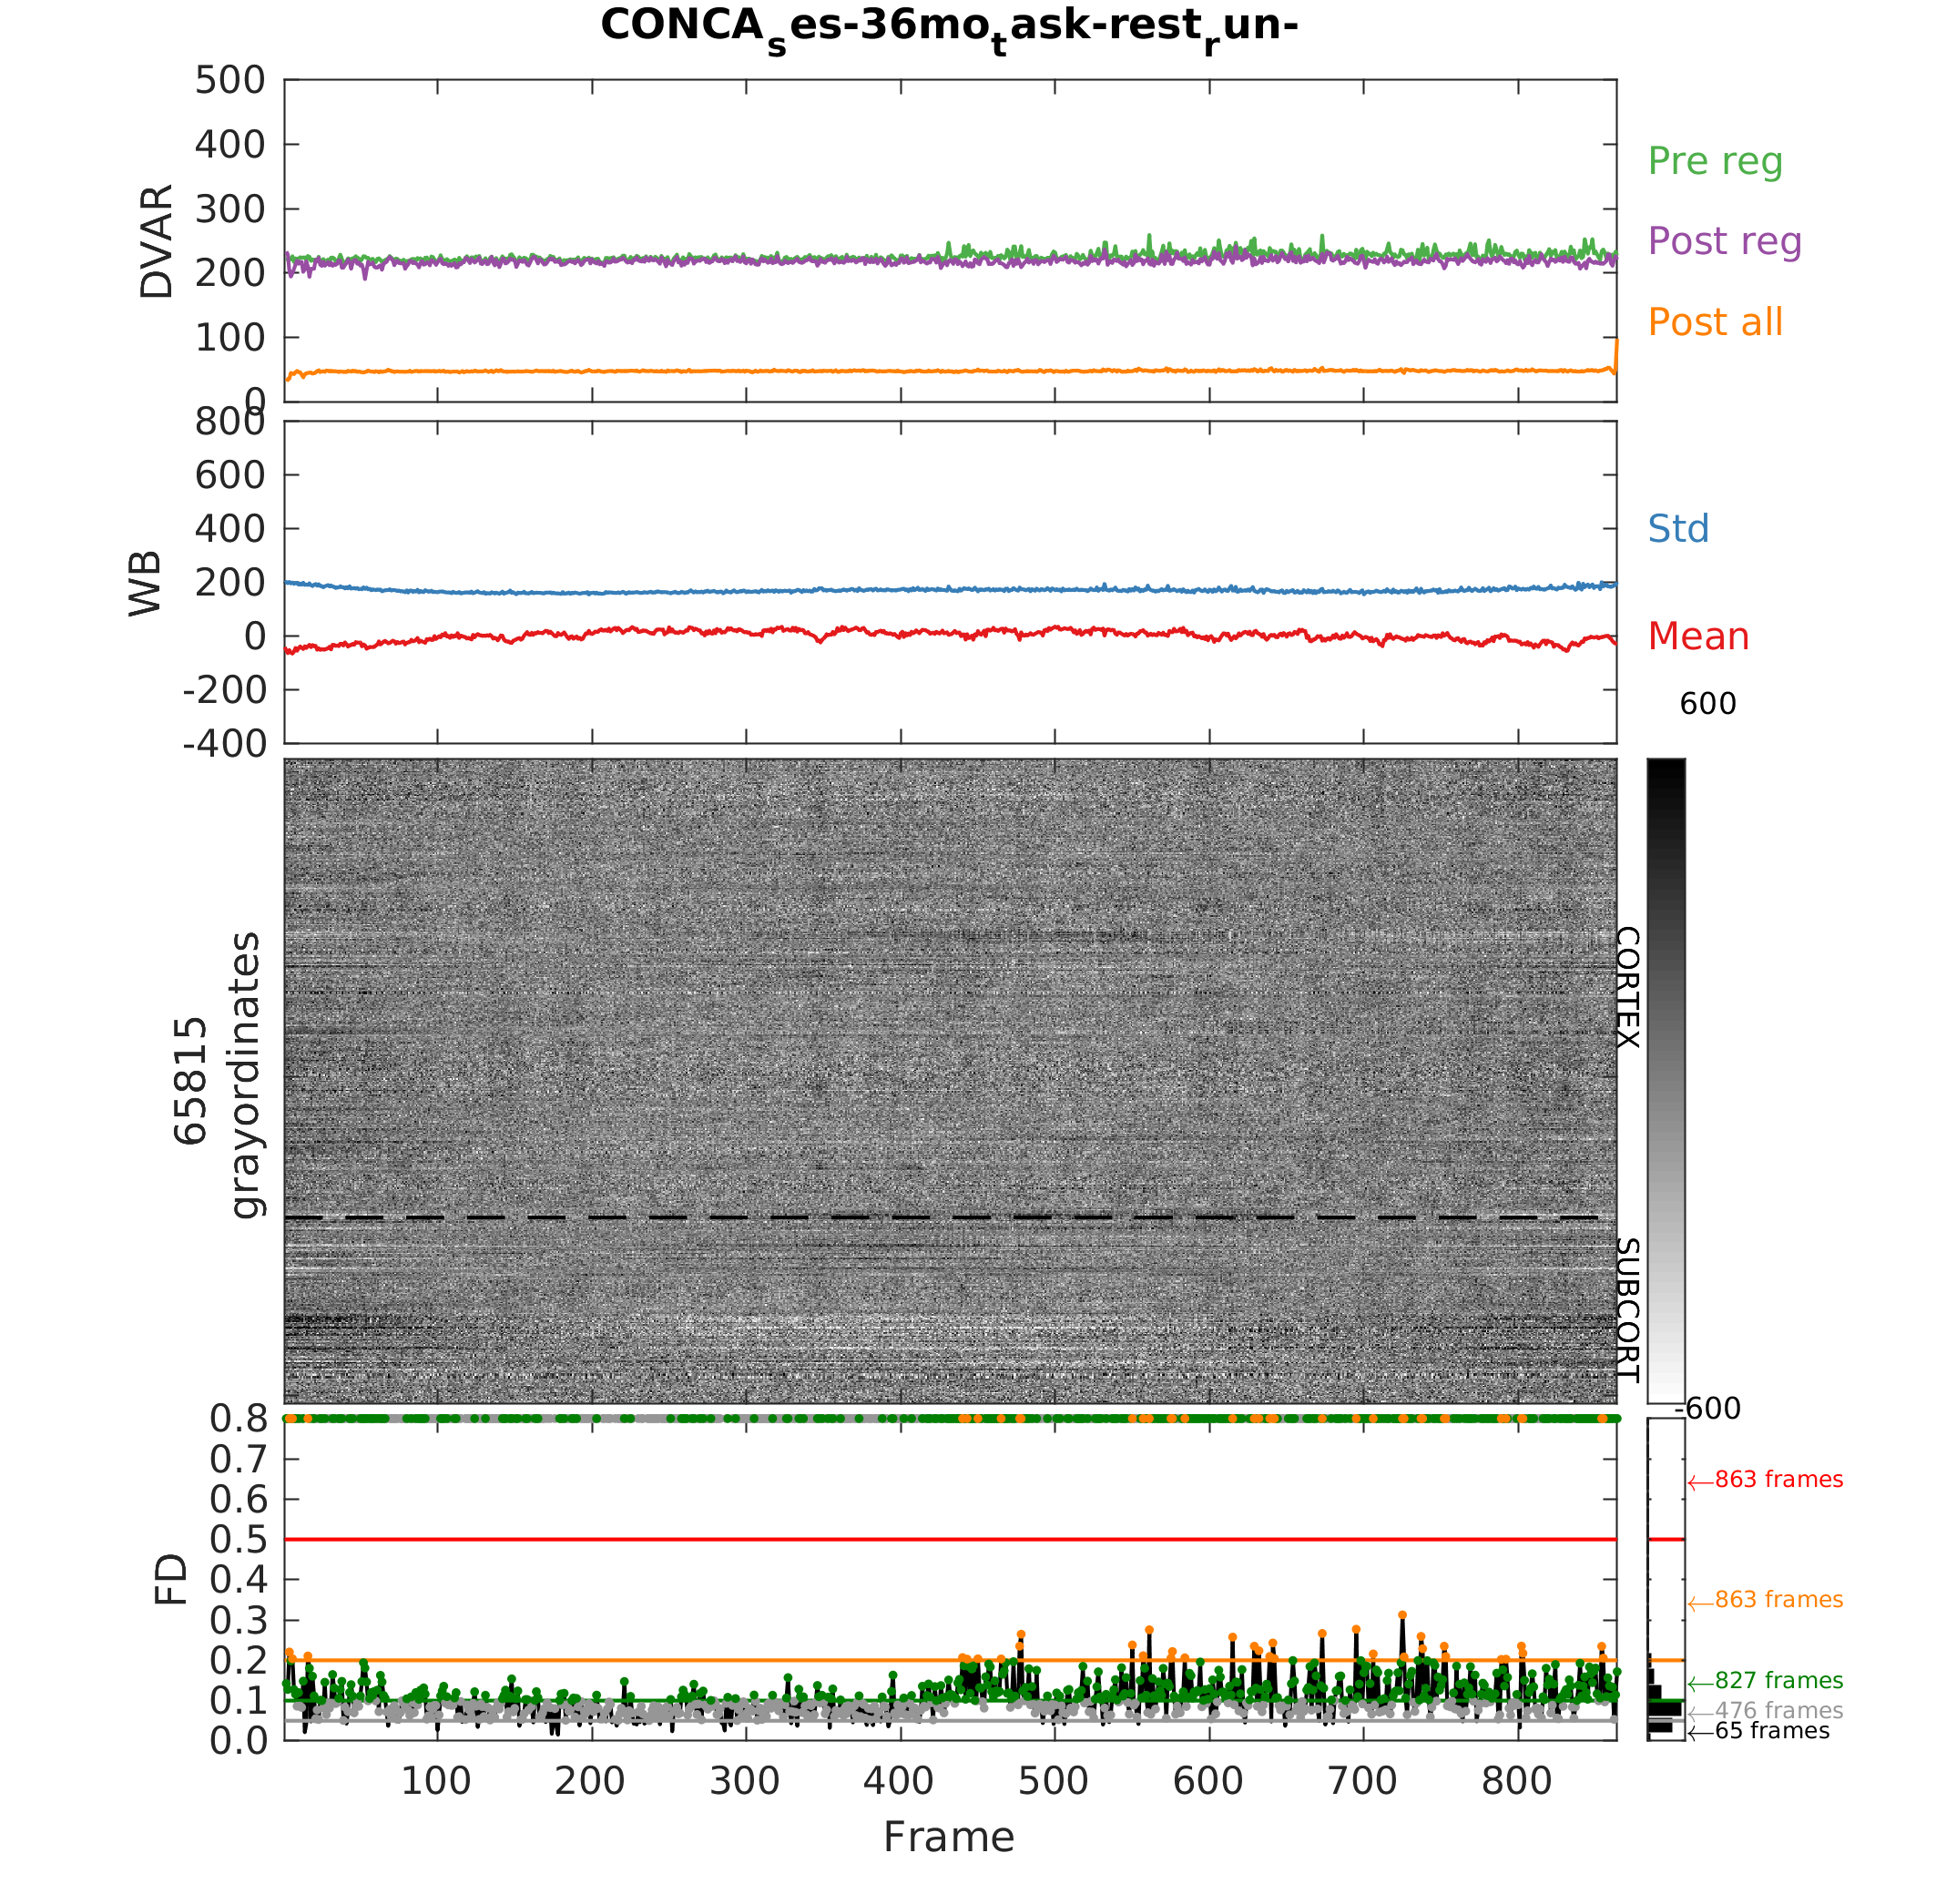 CONCAses-36motask-restrun-
500
400
300
200
100
0
DVAR
Pre reg
Post reg
Post all
800
600
400
200
0
-200
-400
WB
Std
Mean
600
65815
grayordinates
CORTEX
SUBCORT
-600
0.8
0.7
0.6
0.5
0.4
0.3
0.2
0.1
0.0
FD
←863 frames
←863 frames
←827 frames
←476 frames
←65 frames
100 200 300 400 500 600 700 800
Frame